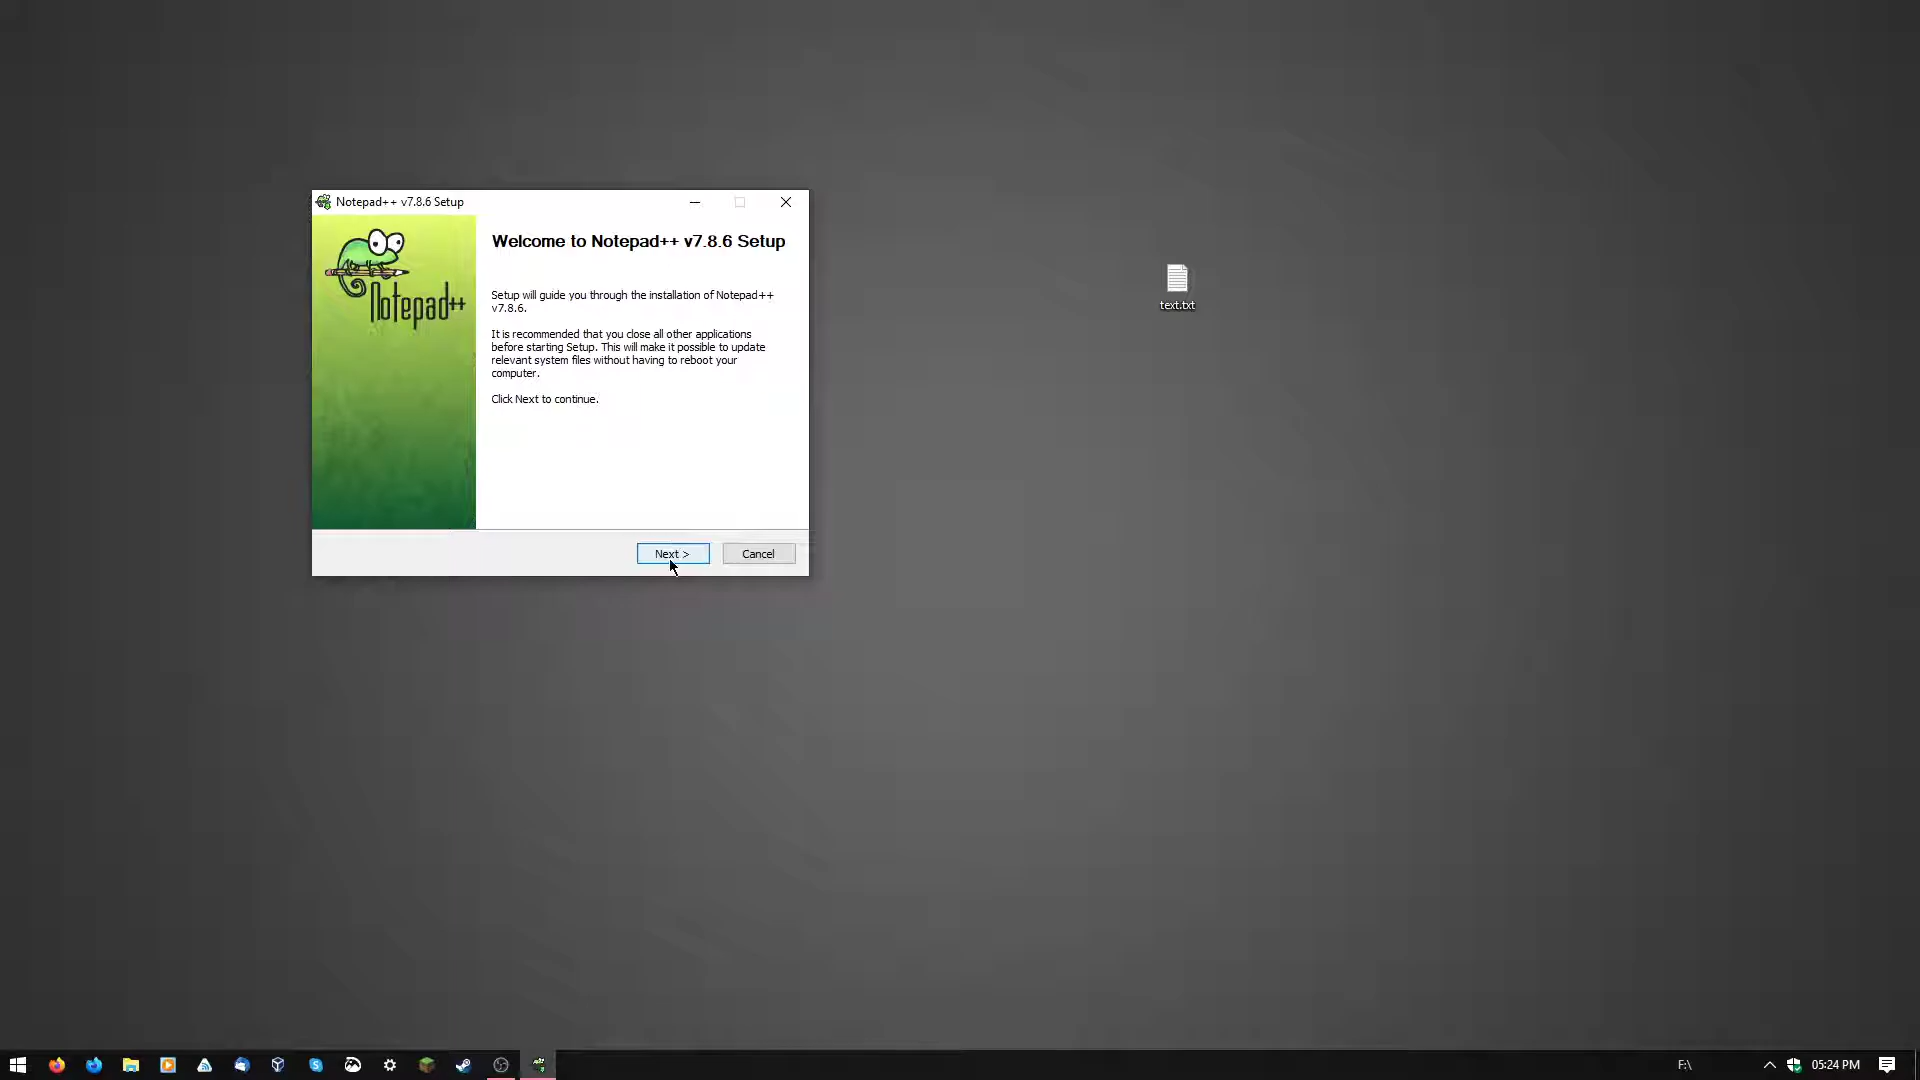 Notepad++ v7.8.6 Setup
Notepad++
Welcome to Notepad++ v7.8.6 Setup
Setup will guide you through the installation of Notepad++
v7.8.6.
It is recommended that you close all other applications
before starting Setup. This will make it possible to update
relevant system files without having to reboot your
computer.
Click Next to continue.
Next >
Cancel
text.txt
F:\
05:24 PM